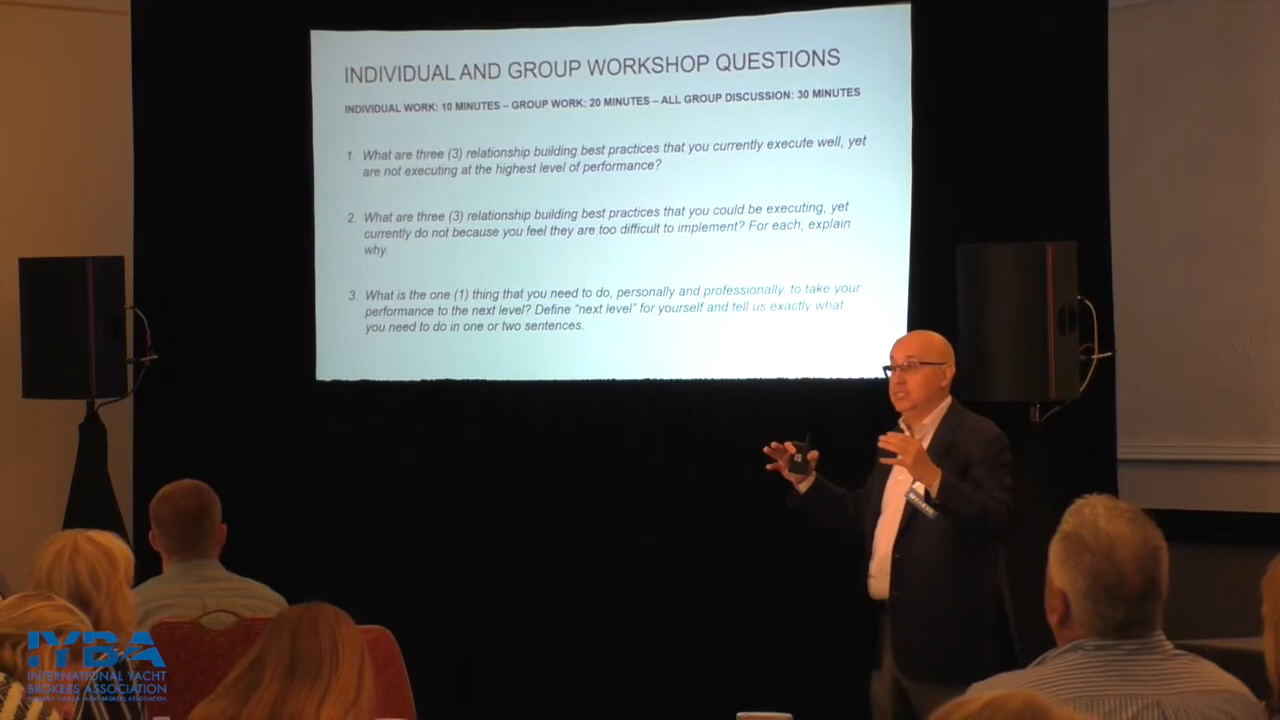 INDIVIDUAL AND GROUP WORKSHOP QUESTIONS
INDIVIDUAL WORK: 10 MINUTES – GROUP WORK: 20 MINUTES – ALL GROUP DISCUSSION: 30 MINUTES
1. What are three (3) relationship building best practices that you currently execute well, yet
are not executing at the highest level of performance?
2. What are three (3) relationship building best practices that you could be executing, yet
currently do not because you feel they are too difficult to implement? For each, explain
why.
3. What is the one (1) thing that you need to do, personally and professionally, to take your
performance to the next level? Define “next level” for yourself and tell us exactly what
you need to do in one or two sentences.
IYBA
INTERNATIONAL YACHT
BROKERS ASSOCIATION
FORMERLY FLORIDA YACHT BROKERS ASSOCIATION